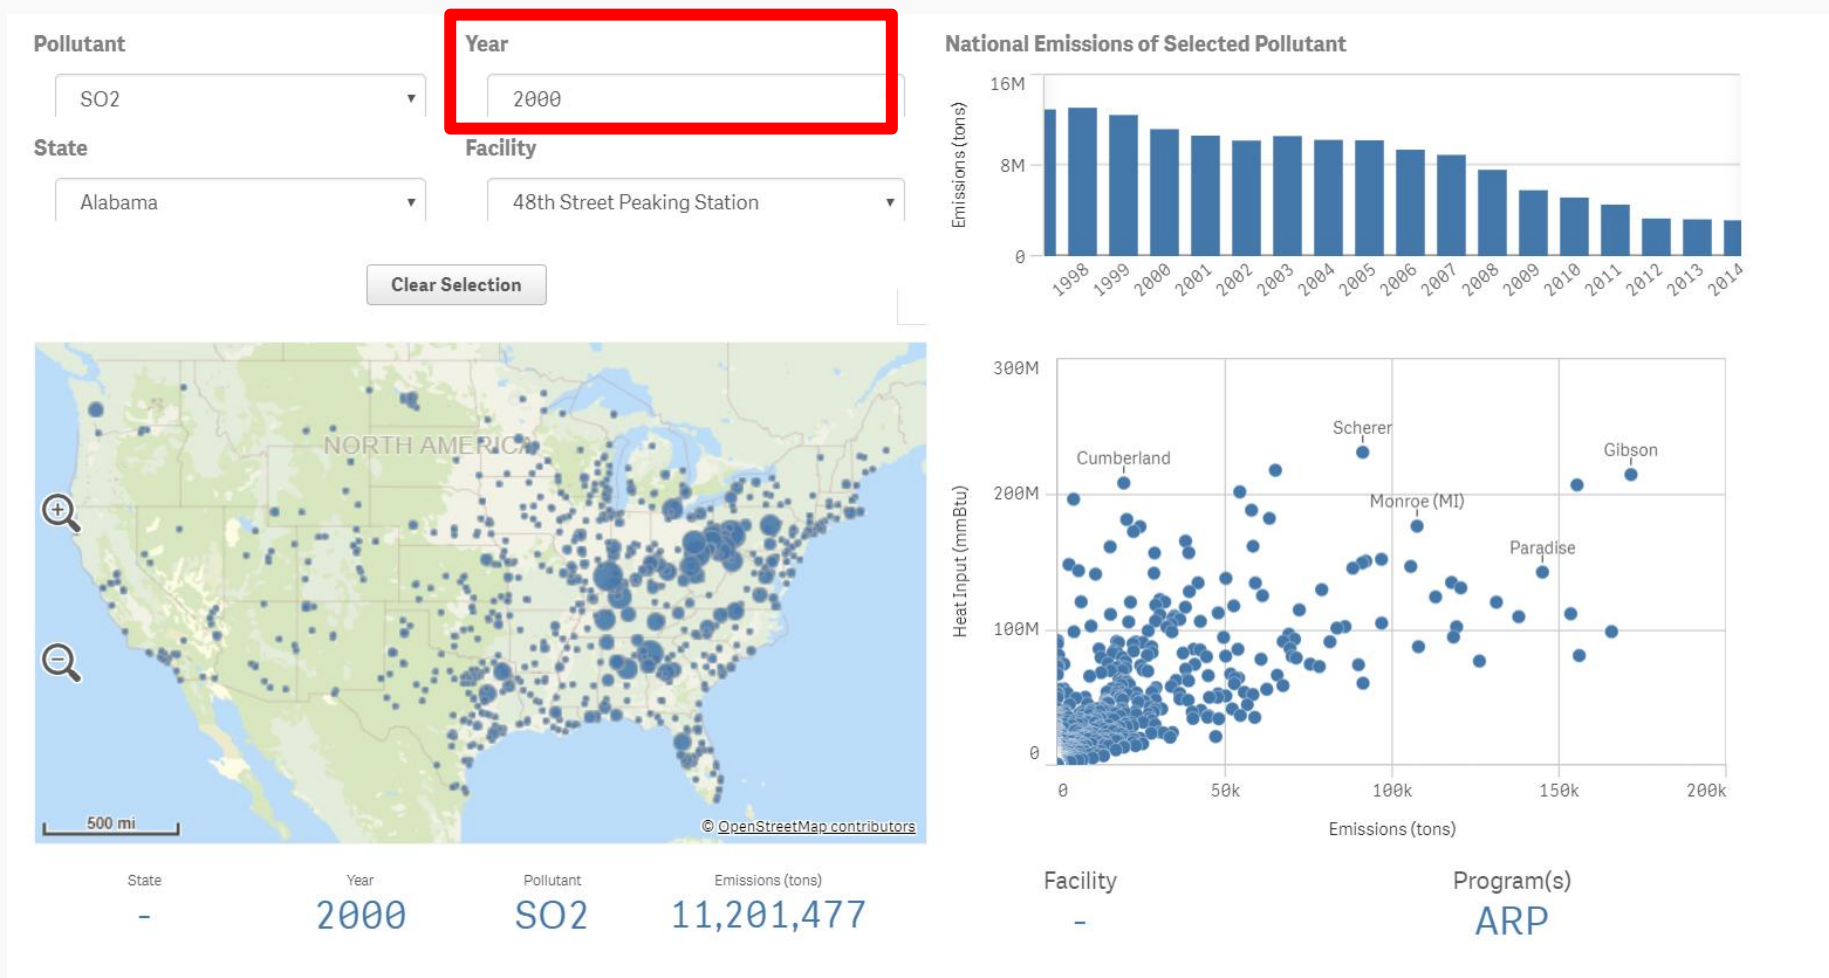 Pollutant
Year
SO2
2000
State
Facility
Alabama
48th Street Peaking Station
Clear Selection
NORTH AMERICA
500 mi
© OpenStreetMap contributors
State
Year
Pollutant
Emissions (tons)
-
2000
SO2
11,201,477
National Emissions of Selected Pollutant
Emissions (tons)
16M
8M
0
1998
1999
2000
2001
2002
2003
2004
2005
2006
2007
2008
2009
2010
2011
2012
2013
2014
Heat Input (mmBtu)
300M
200M
100M
0
Scherer
Gibson
Cumberland
Monroe (MI)
Paradise
0
50k
100k
150k
200k
Emissions (tons)
Facility
Program(s)
-
ARP